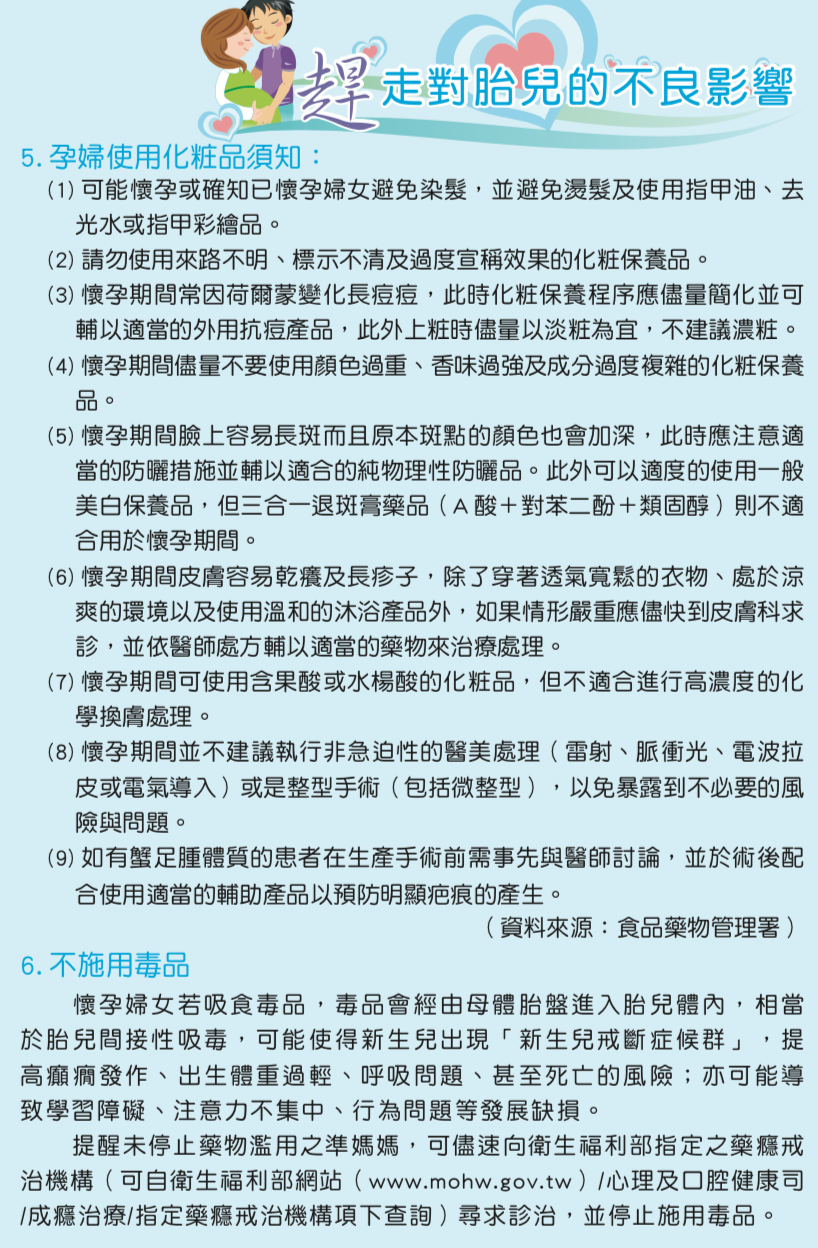 趕走對胎兒的不良影響
5. 孕婦使用化粧品須知：
(1) 可能懷孕或確知已懷孕婦女避免染髮，並避免燙髮及使用指甲油、去
光水或指甲彩繪品。
(2) 請勿使用來路不明、標示不清及過度宣稱效果的化粧保養品。
(3) 懷孕期間常因荷爾蒙變化長痘痘，此時化粧保養程序應儘量簡化並可
輔以適當的外用抗痘產品，此外上粧時儘量以淡粧為宜，不建議濃粧。
(4) 懷孕期間儘量不要使用顏色過重、香味過強及成分過度複雜的化粧保養
品。
(5) 懷孕期間臉上容易長斑而且原本斑點的顏色也會加深，此時應注意適
當的防曬措施並輔以適合的純物理性防曬品。此外可以適度的使用一般
美白保養品，但三合一退斑膏藥品（A 酸＋對苯二酚＋類固醇）則不適
合用於懷孕期間。
(6) 懷孕期間皮膚容易乾癢及長疹子，除了穿著透氣寬鬆的衣物、處於涼
爽的環境以及使用溫和的沐浴產品外，如果情形嚴重應儘快到皮膚科求
診，並依醫師處方輔以適當的藥物來治療處理。
(7) 懷孕期間可使用含果酸或水楊酸的化粧品，但不適合進行高濃度的化
學換膚處理。
(8) 懷孕期間並不建議執行非急迫性的醫美處理（雷射、脈衝光、電波拉
皮或電氣導入）或是整型手術（包括微整型），以免暴露到不必要的風
險與問題。
(9) 如有蟹足腫體質的患者在生產手術前需事先與醫師討論，並於術後配
合使用適當的輔助產品以預防明顯疤痕的產生。
（資料來源：食品藥物管理署）
6. 不施用毒品
懷孕婦女若吸食毒品，毒品會經由母體胎盤進入胎兒體內，相當
於胎兒間接性吸毒，可能使得新生兒出現「新生兒戒斷症候群」，提
高癲癇發作、出生體重過輕、呼吸問題、甚至死亡的風險；亦可能導
致學習障礙、注意力不集中、行為問題等發展缺損。
提醒未停止藥物濫用之準媽媽，可儘速向衛生福利部指定之藥癮戒
治機構（可自衛生福利部網站（www.mohw.gov.tw）/心理及口腔健康司
/成癮治療/指定藥癮戒治機構項下查詢）尋求診治，並停止施用毒品。